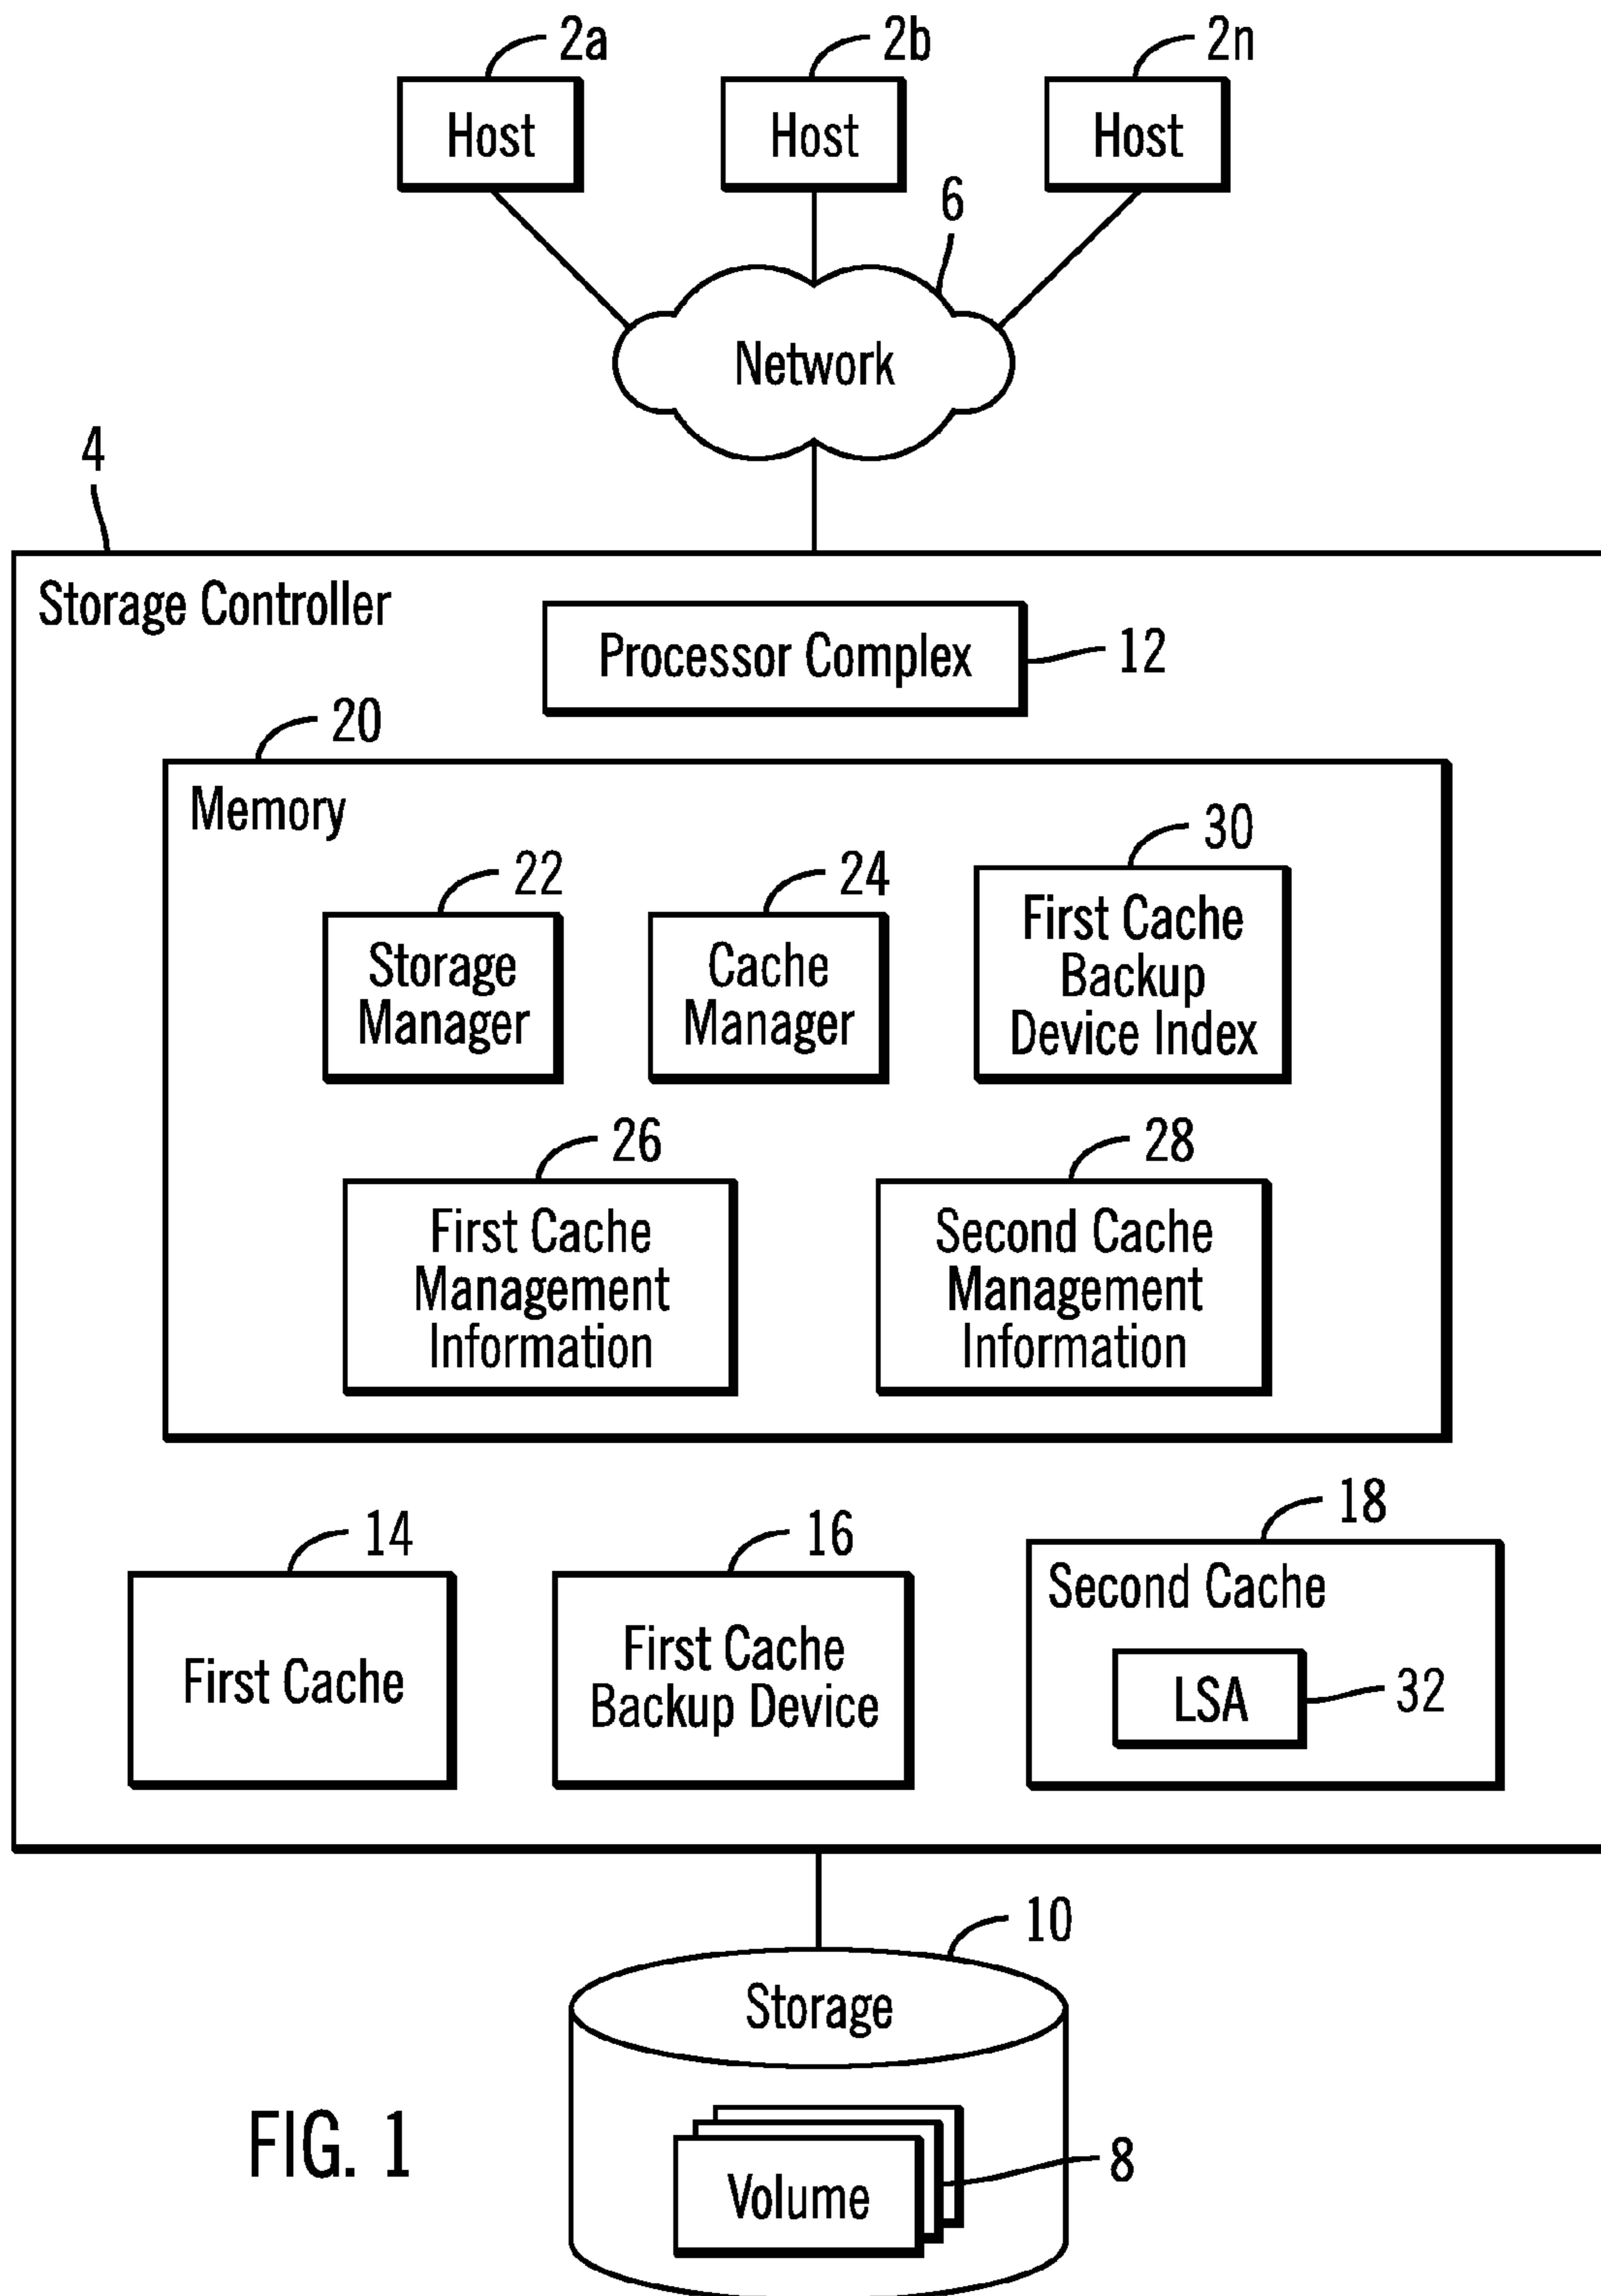 2a
2b
2n
Host
Host
Host
6
Network
4
Storage Controller
Processor Complex
12
20
Memory
22
24
30
Storage
Manager
Cache
Manager
First Cache
Backup
Device Index
26
28
First Cache
Management
Information
Second Cache
Management
Information
14
16
18
First Cache
First Cache
Backup Device
Second Cache
LSA
32
10
Storage
Volume
8
FIG. 1